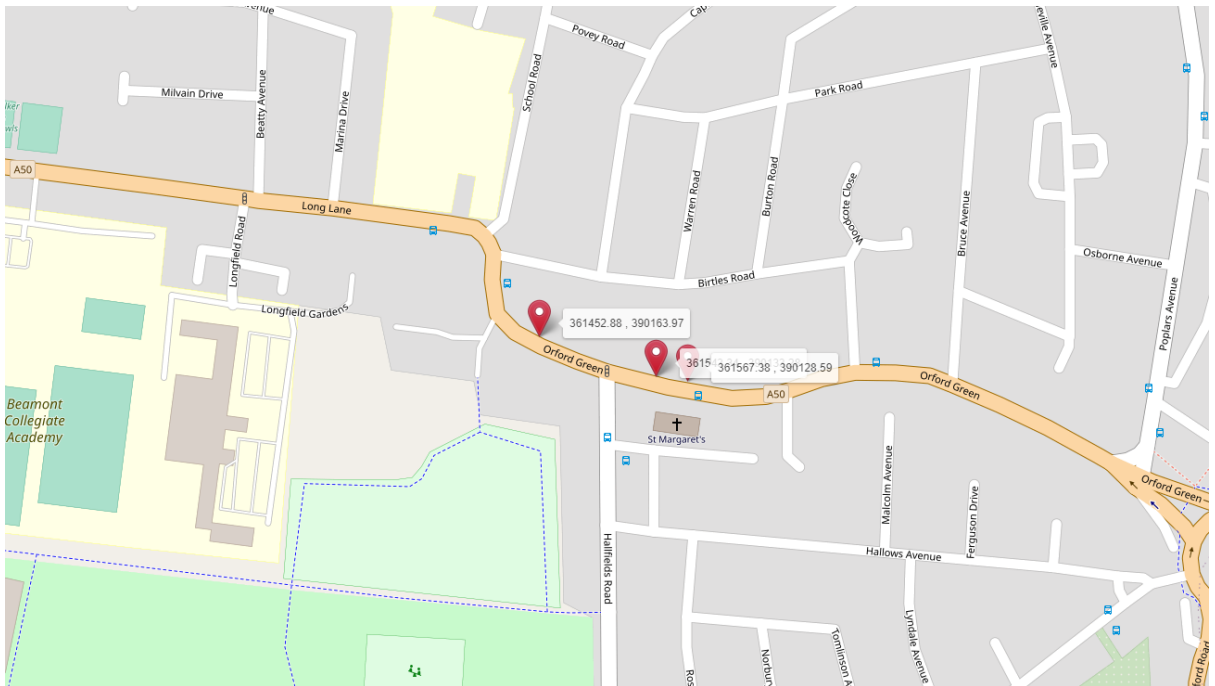 Povey Road
School Road
Park Road
Milvain Drive
Beatty Avenue
Marina Drive
A50
Long Lane
Warren Road
Burton Road
Woodcote Close
Bruce Avenue
Osborne Avenue
Poplars Avenue
Longfield Road
Birtles Road
Longfield Gardens
361452.88 , 390163.97
Orford Green
361567.38 , 390128.59
A50
Orford Green
Beamont
Collegiate
Academy
St Margaret's
Malcolm Avenue
Ferguson Drive
Orford Green
Hallfields Road
Hallows Avenue
Lyndale Avenue